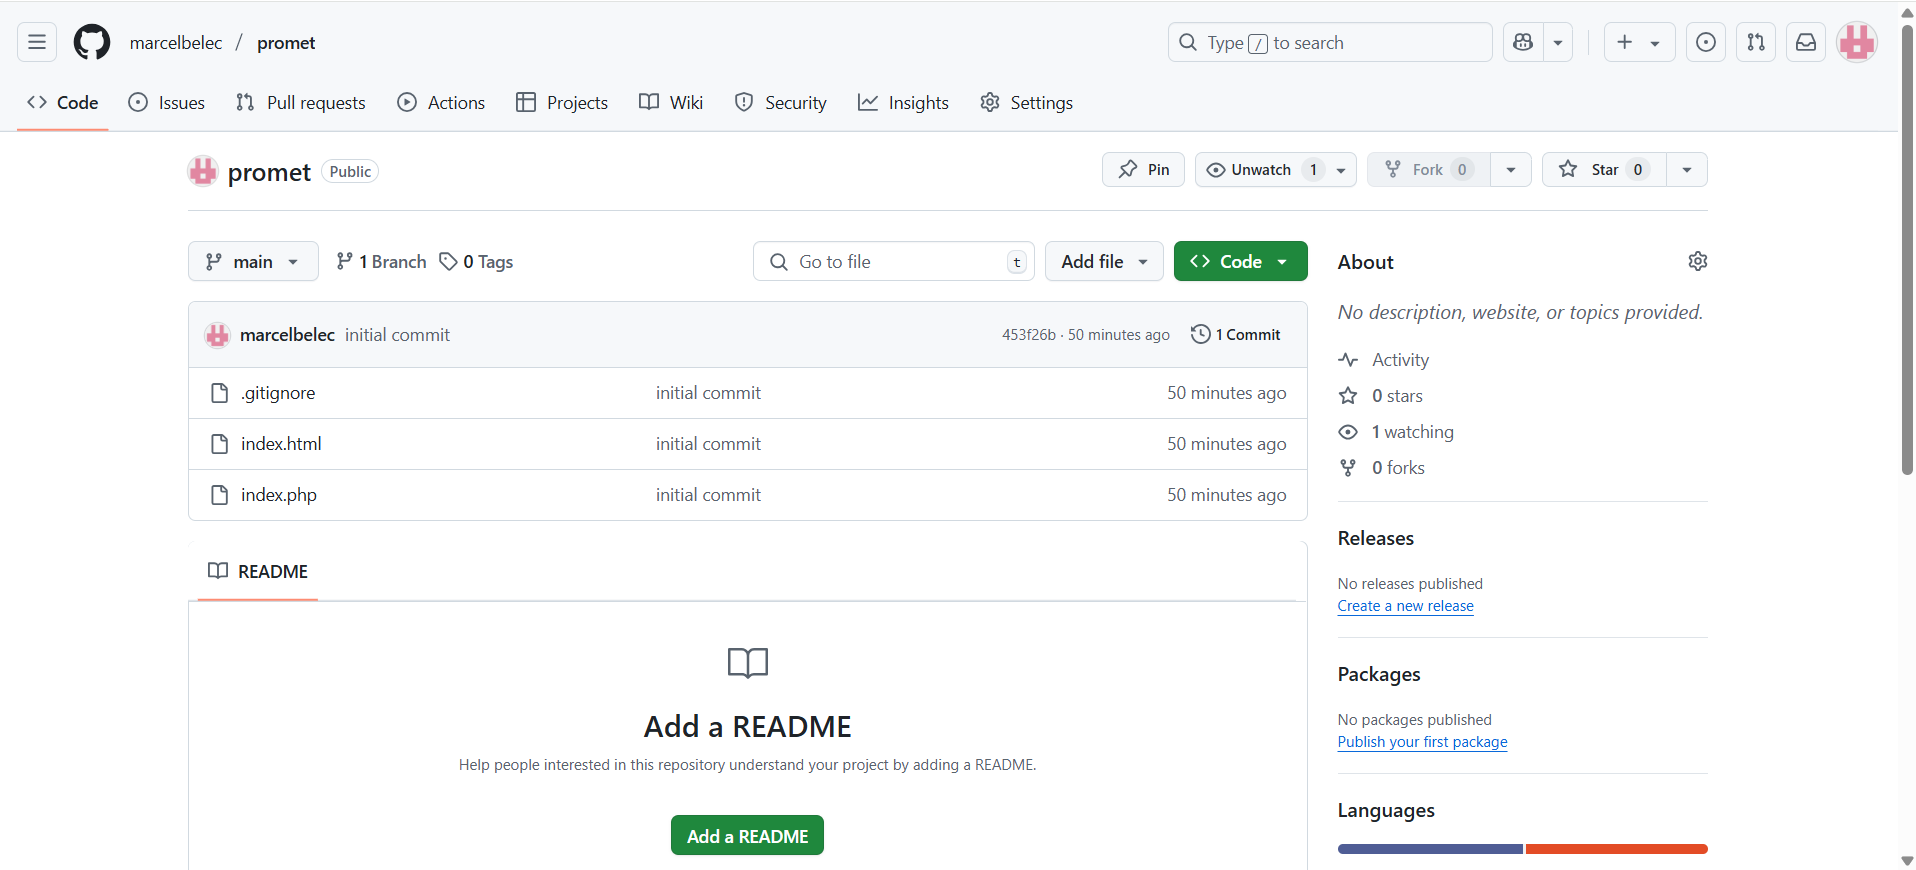 marcelbelec / promet
Type / to search
Code Issues Pull requests Actions Projects Wiki Security Insights Settings
promet Public
Pin Unwatch 1 Fork 0 Star 0
main 1 Branch 0 Tags
Go to file t Add file Code
marcelbelec initial commit 453f26b · 50 minutes ago 1 Commit
.gitignore initial commit 50 minutes ago
index.html initial commit 50 minutes ago
index.php initial commit 50 minutes ago
README
Add a README
Help people interested in this repository understand your project by adding a README.
Add a README
About
No description, website, or topics provided.
Activity
0 stars
1 watching
0 forks
Releases
No releases published
Create a new release
Packages
No packages published
Publish your first package
Languages